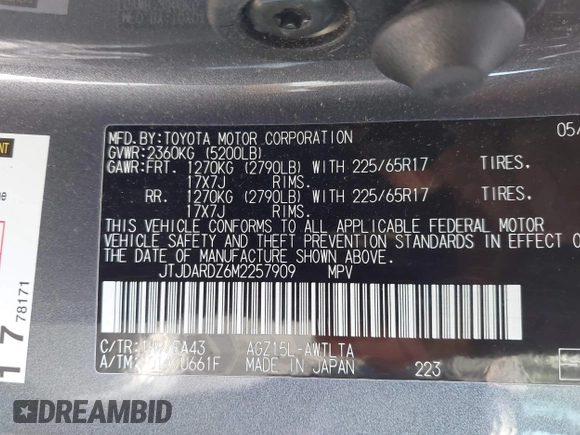 MFD.BY:TOYOTA MOTOR CORPORATION 05/
GVWR:2360KG (5200LB)
GAWR:FRT. 1270KG (2790LB) WITH 225/65R17 TIRES.
17X7J RIMS.
RR. 1270KG (2790LB) WITH 225/65R17 TIRES.
17X7J RIMS.
THIS VEHICLE CONFORMS TO ALL APPLICABLE FEDERAL MOTOR
VEHICLE SAFETY AND THEFT PREVENTION STANDARDS IN EFFECT O
THE DATE OF MANUFACTURE SHOWN ABOVE.
JTJDARDZ6M2257909 MPV
C/TR: AGZ15L-AWTLTA
A/TM: MADE IN JAPAN 223
78171
DREAMBID